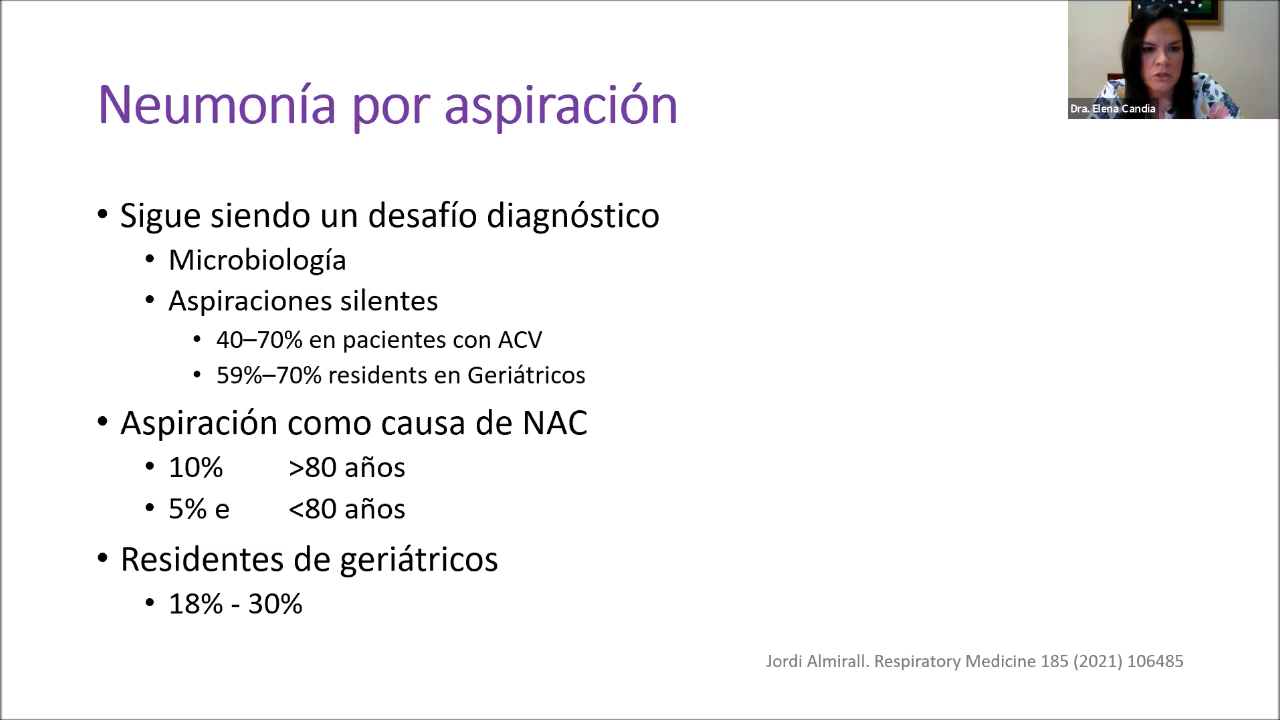 Neumonía por aspiración
Dra. Elena Candia
• Sigue siendo un desafío diagnóstico
• Microbiología
• Aspiraciones silentes
• 40–70% en pacientes con ACV
• 59%–70% residents en Geriátricos
• Aspiración como causa de NAC
• 10% >80 años
• 5% e <80 años
• Residentes de geriátricos
• 18% - 30%
Jordi Almirall. Respiratory Medicine 185 (2021) 106485